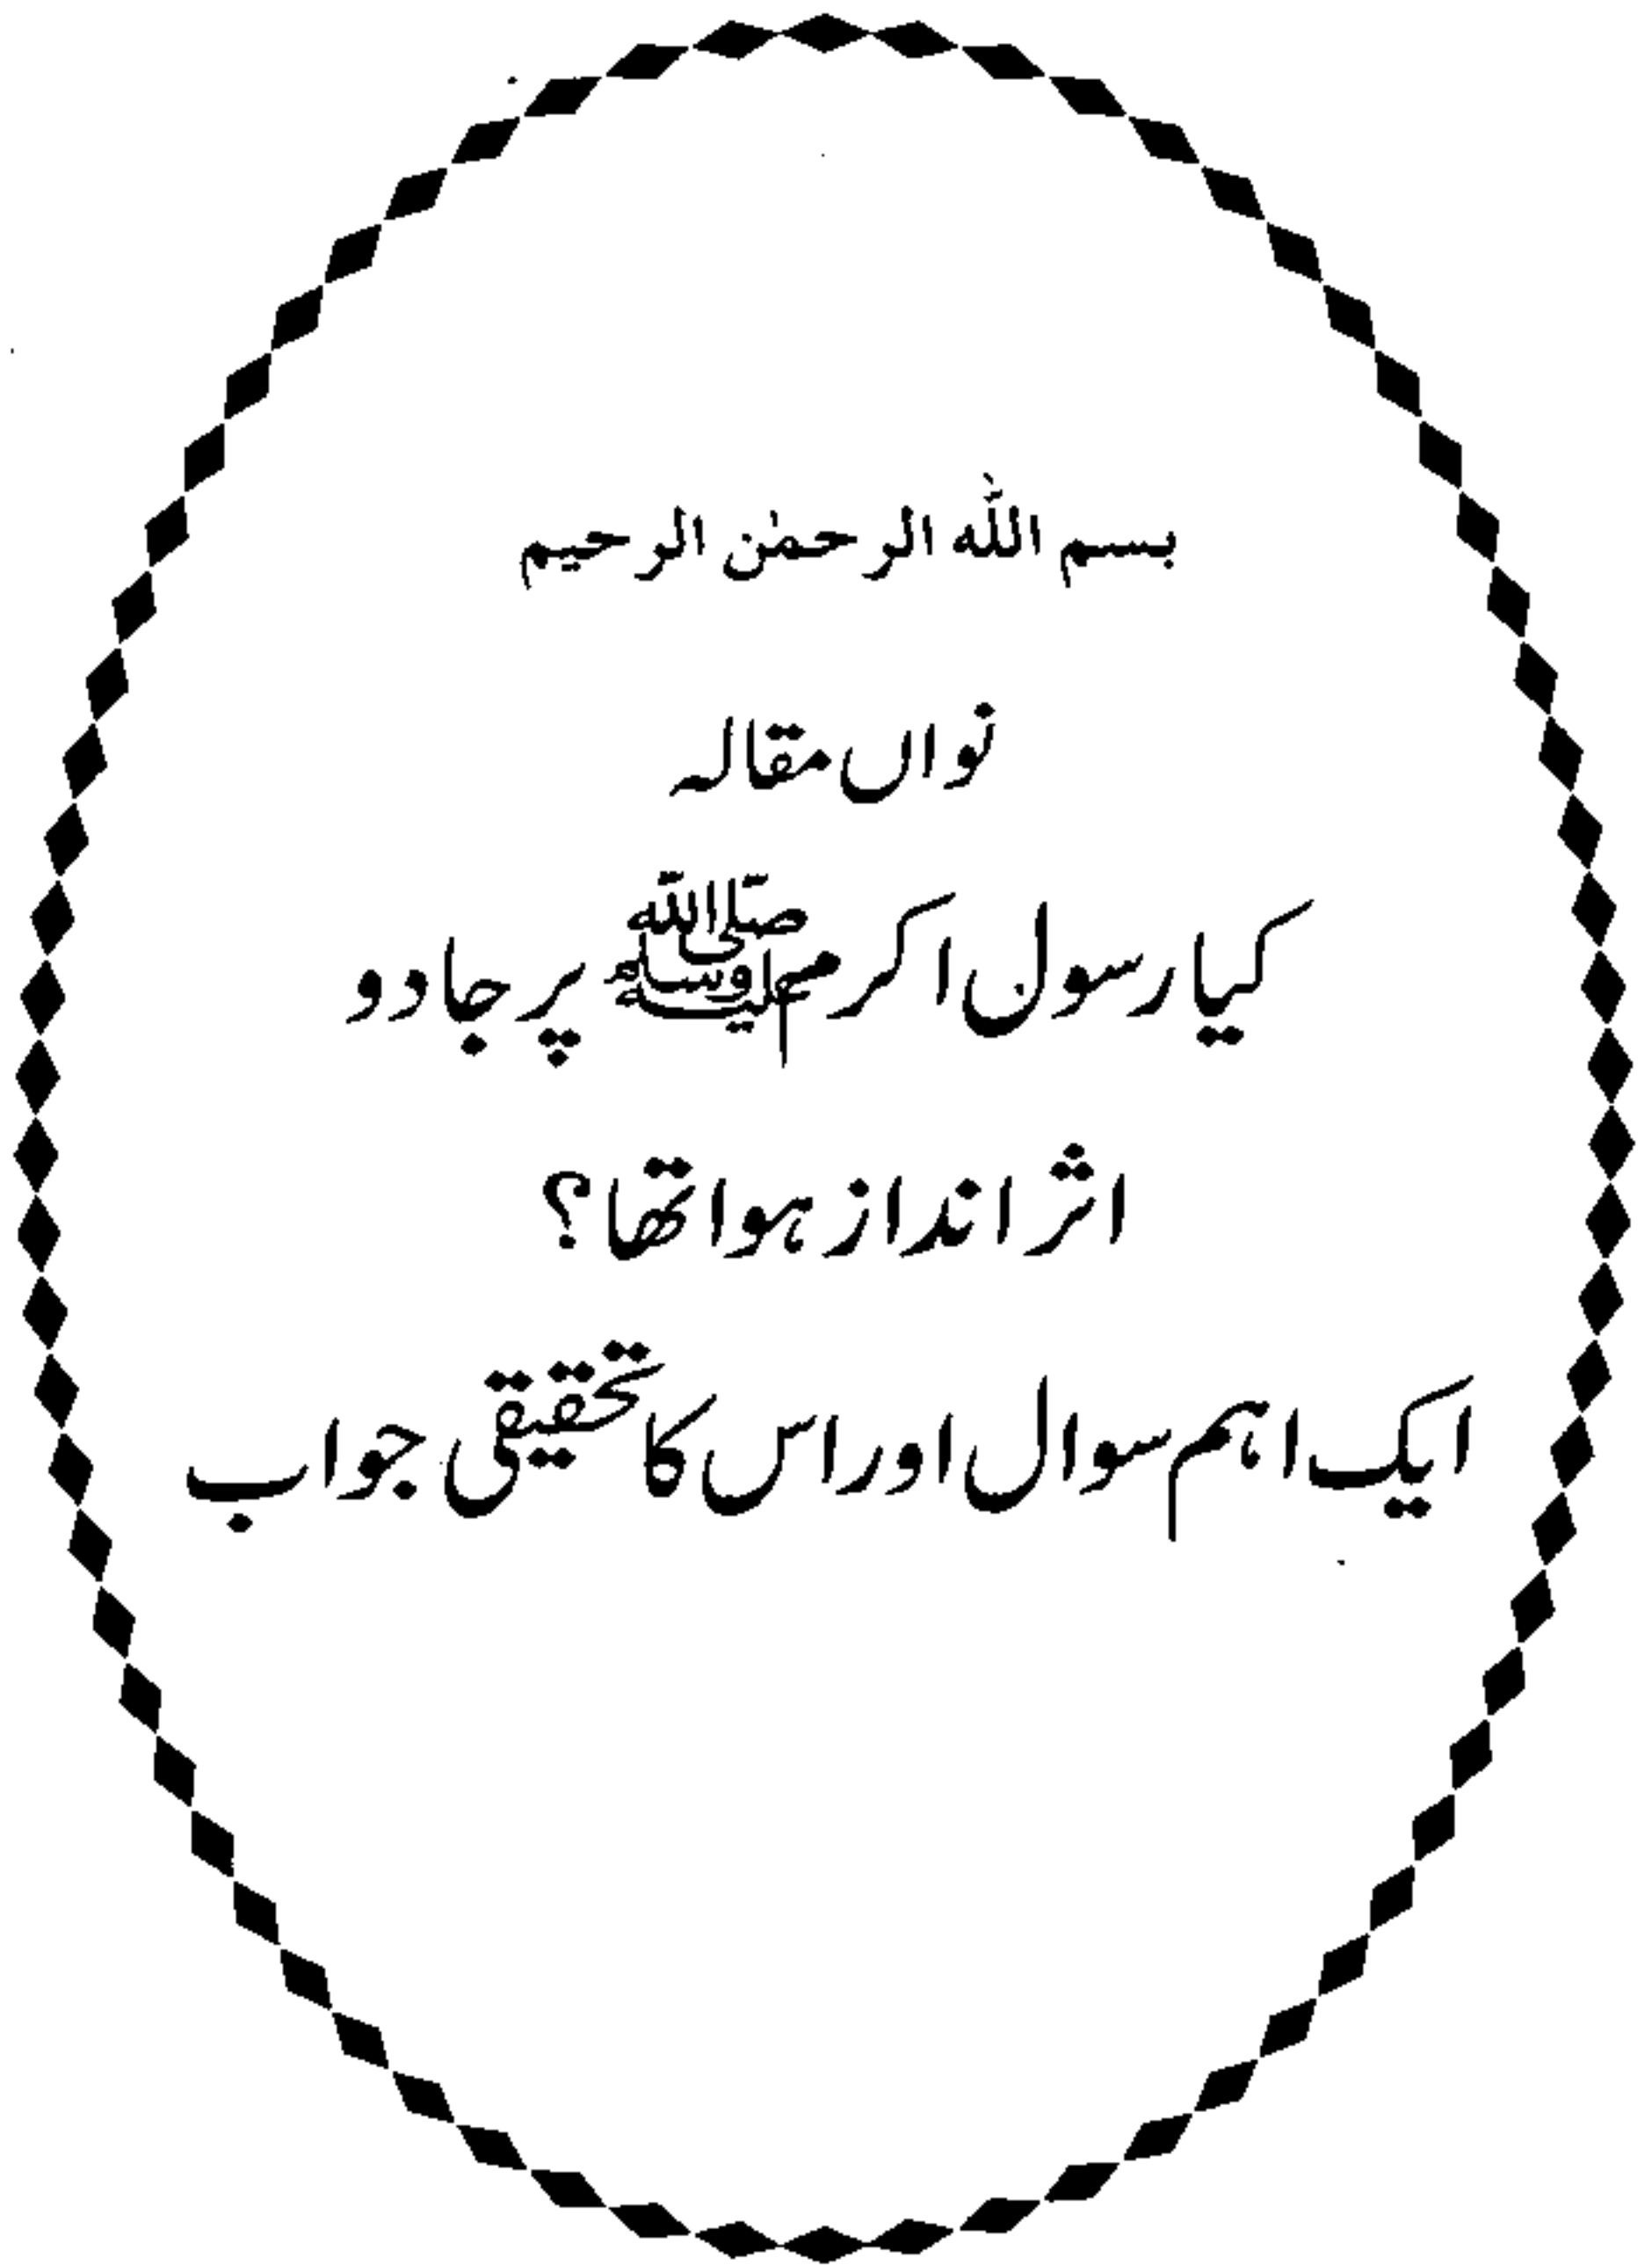 بسم اللہ الرحمٰن الرحیم
نواں مقالہ
کیا رسول اکرم صلی اللہ علیہ وسلم پر جادو
اثر انداز ہوا تھا؟
ایک اہم سوال اور اس کا تحقیقی جواب